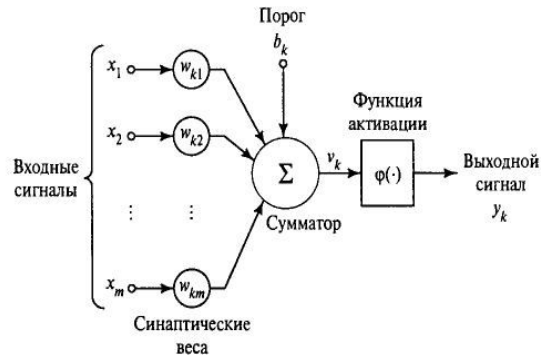 Порог
b_k
x_1
w_k1
x_2
w_k2
Функция
активации
Входные
сигналы
Σ
v_k
φ(·)
Выходной
сигнал
y_k
Сумматор
⋮
⋮
x_m
w_km
Синаптические
веса